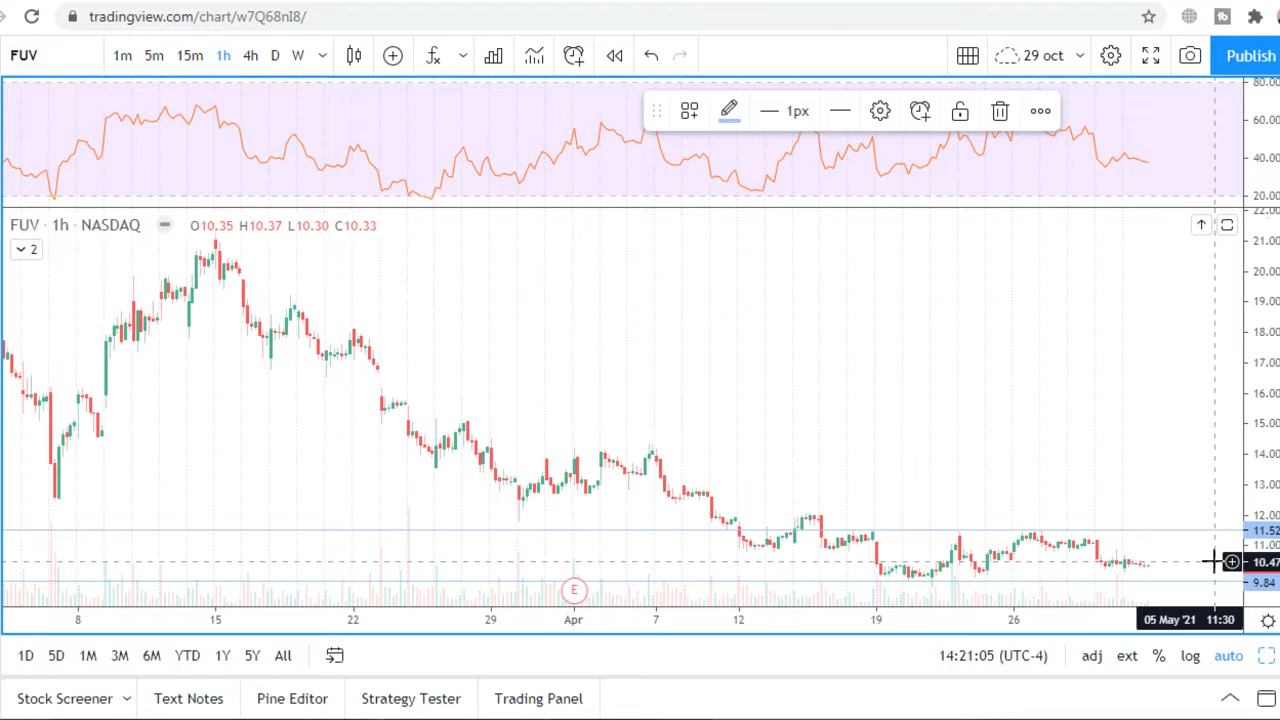 tradingview.com/chart/w7Q68nI8/
FUV 1m 5m 15m 1h 4h D W 29 oct Publish
80.00
1px
60.00
40.00
20.00
22.00
FUV · 1h · NASDAQ O10.35 H10.37 L10.30 C10.33
21.00
2
20.00
19.00
18.00
17.00
16.00
15.00
14.00
13.00
12.00
11.52
11.00
10.47
9.84
E
8 15 22 29 Apr 7 12 19 26 05 May '21 11:30
1D 5D 1M 3M 6M YTD 1Y 5Y All 14:21:05 (UTC-4) adj ext % log auto
Stock Screener Text Notes Pine Editor Strategy Tester Trading Panel